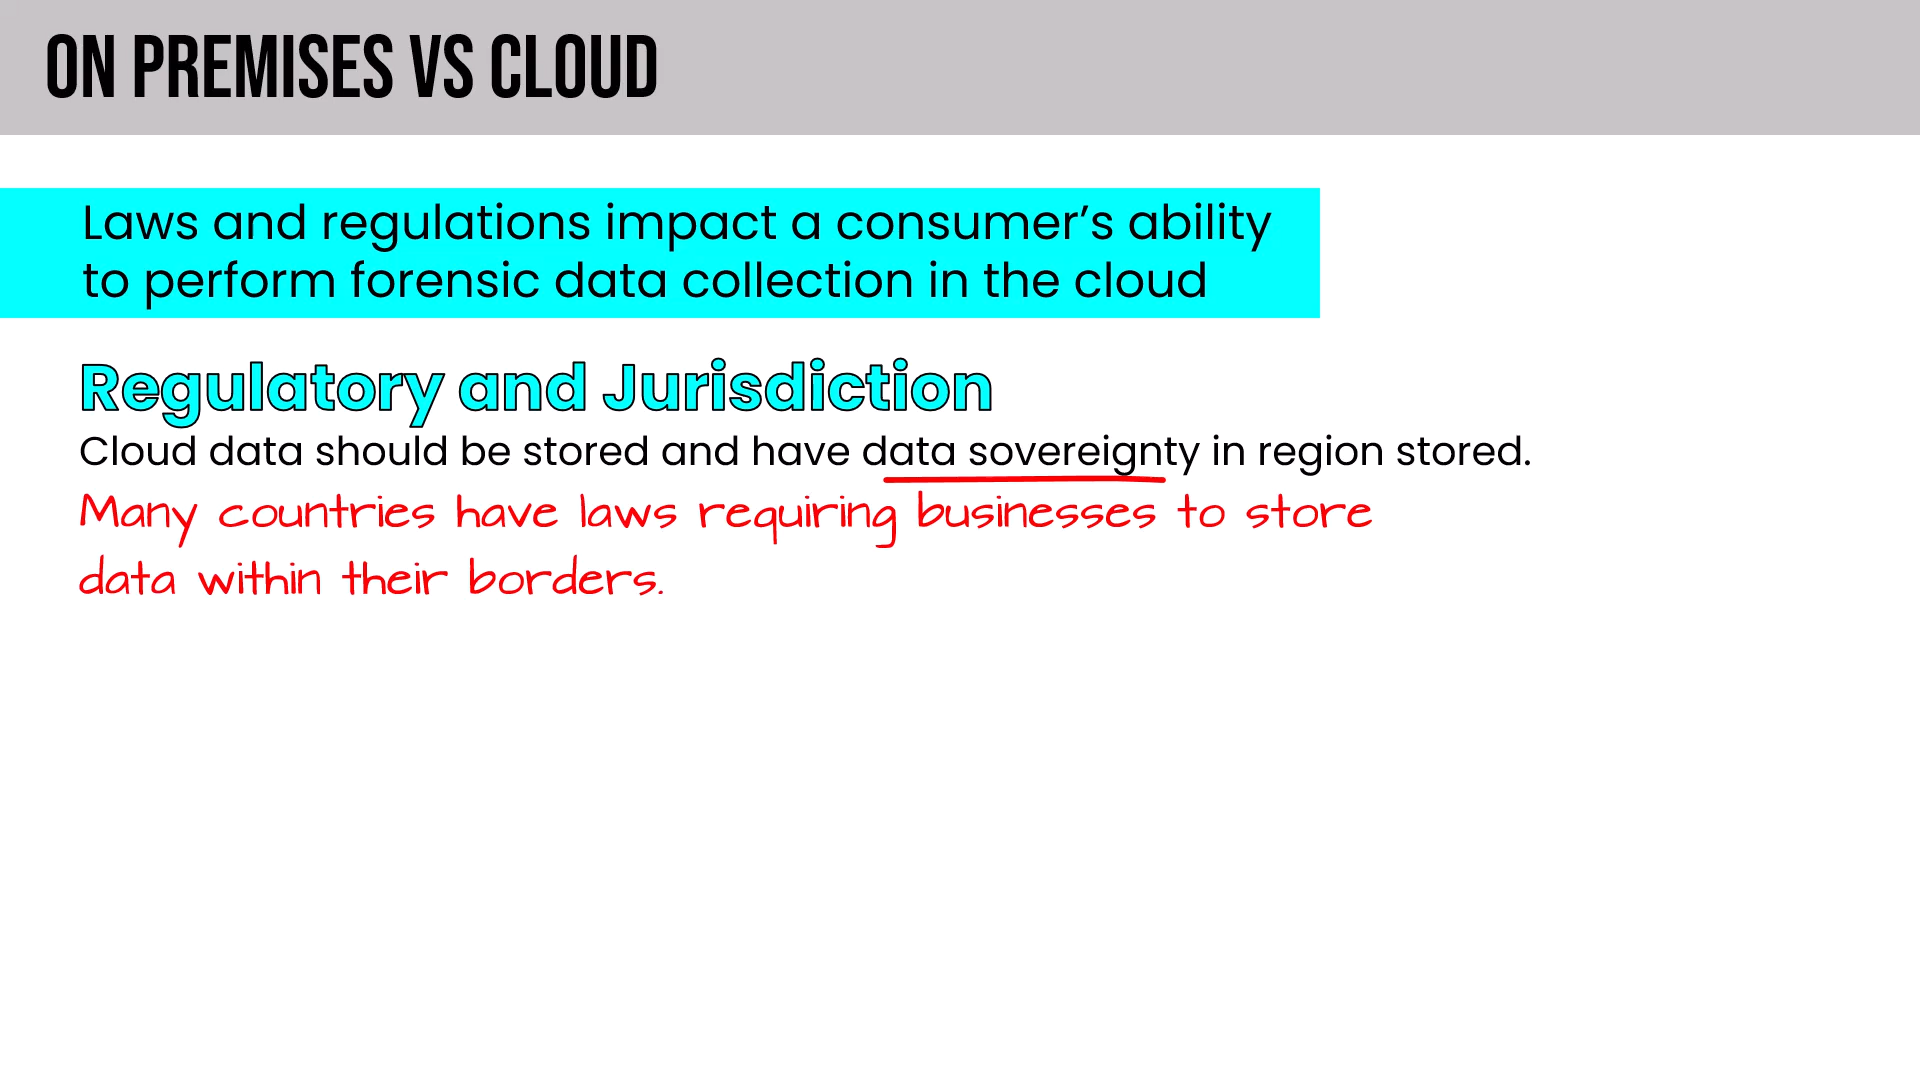 ON PREMISES VS CLOUD
Laws and regulations impact a consumer’s ability
to perform forensic data collection in the cloud
Regulatory and Jurisdiction
Cloud data should be stored and have data sovereignty in region stored.
Many countries have laws requiring businesses to store
data within their borders.